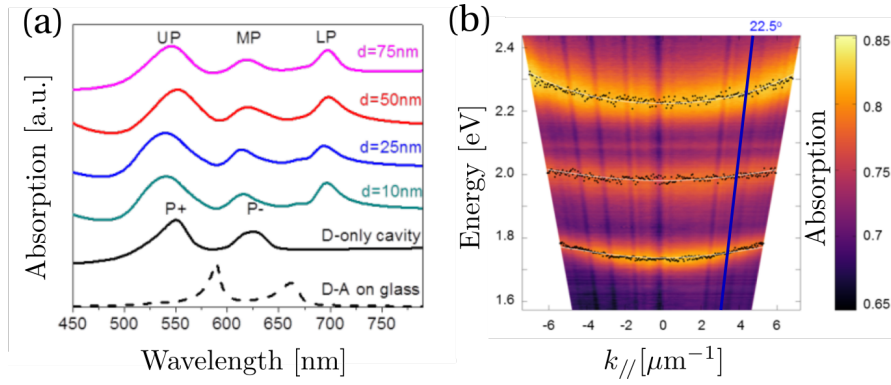 (a)
UP MP LP
d=75nm
d=50nm
d=25nm
d=10nm
P+ P-
D-only cavity
D-A on glass
450 500 550 600 650 700 750
Wavelength [nm]
Absorption [a.u.]
(b)
22.5°
2.4
2.2
2.0
1.8
1.6
Energy [eV]
-6 -4 -2 0 2 4 6
k// [μm⁻¹]
0.85
0.8
0.75
0.7
0.65
Absorption